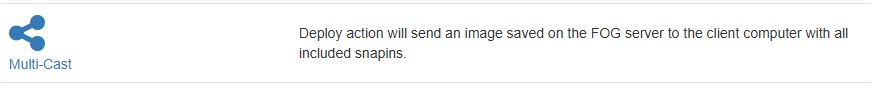 Multi-Cast
Deploy action will send an image saved on the FOG server to the client computer with all
included snapins.